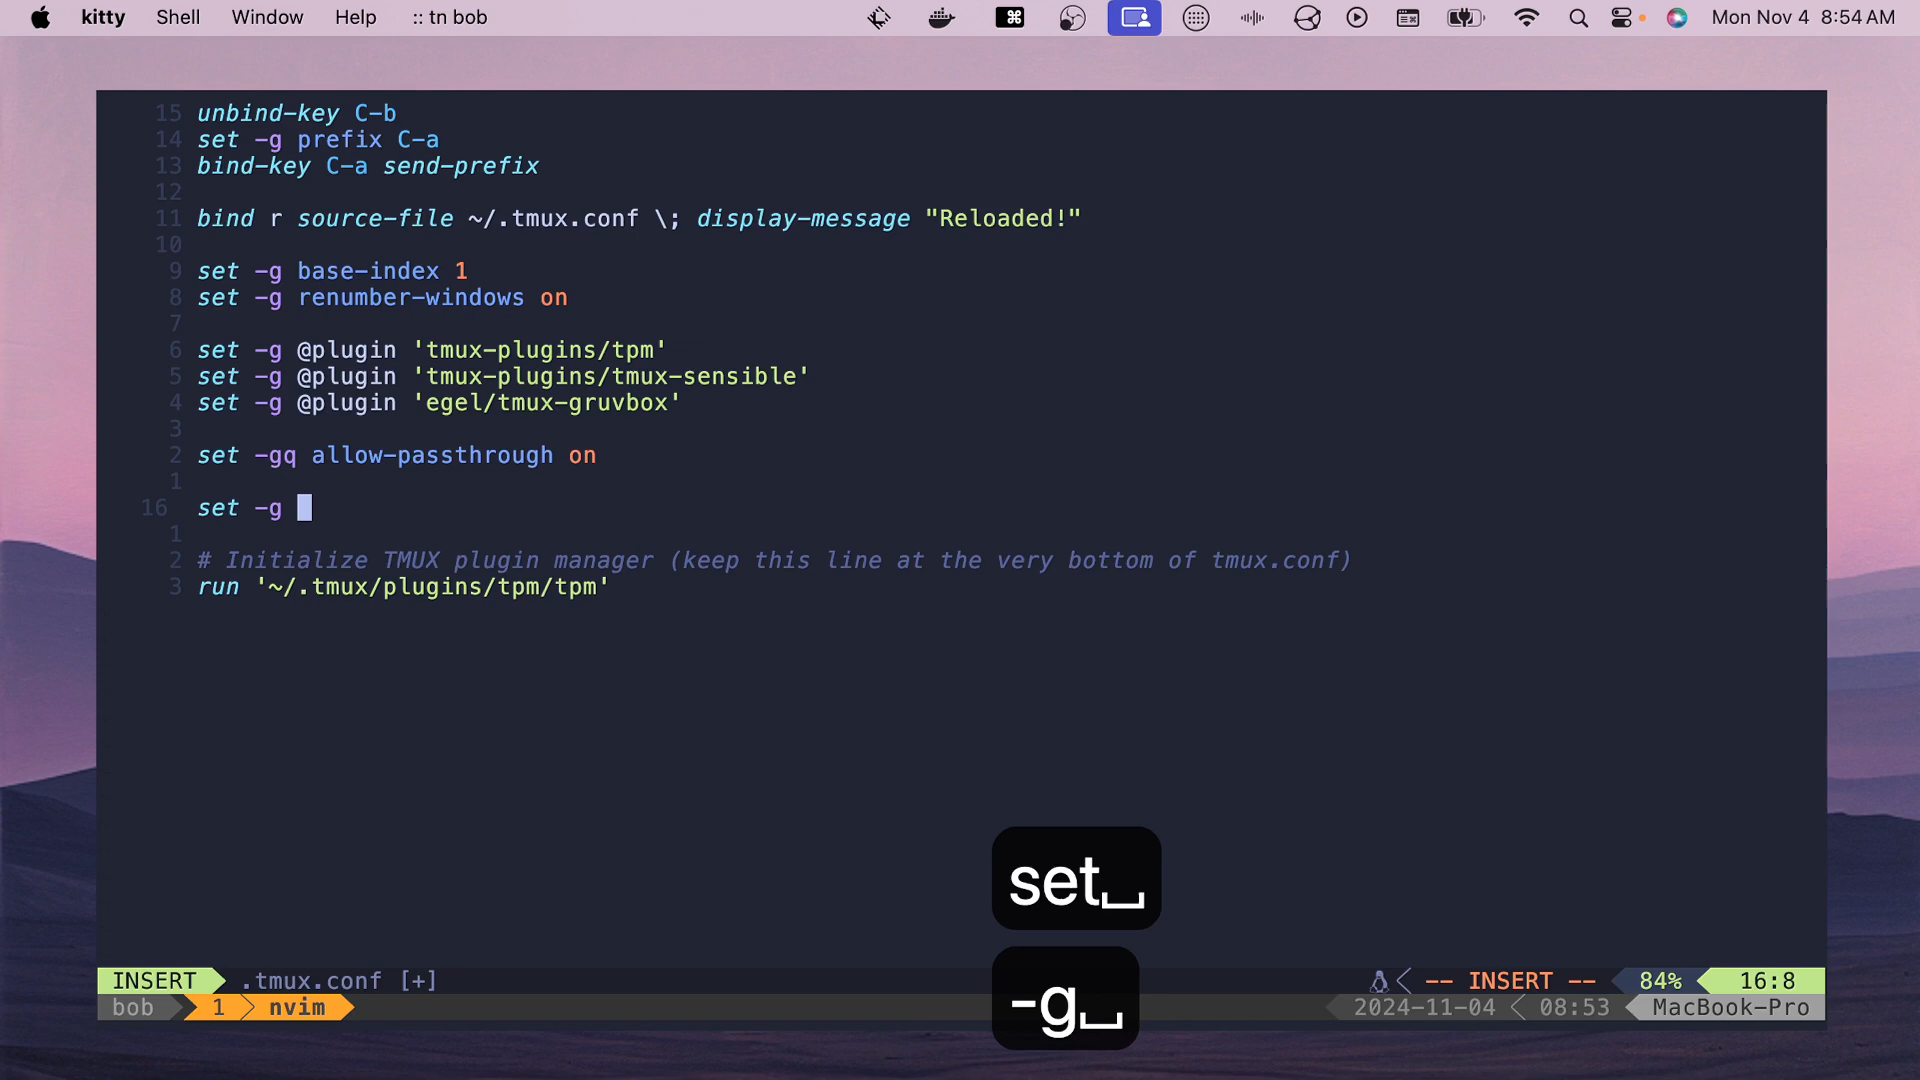 kitty Shell Window Help :: tn bob Mon Nov 4 8:54 AM
15 unbind-key C-b
14 set -g prefix C-a
13 bind-key C-a send-prefix
12
11 bind r source-file ~/.tmux.conf \; display-message "Reloaded!"
10
9 set -g base-index 1
8 set -g renumber-windows on
7
6 set -g @plugin 'tmux-plugins/tpm'
5 set -g @plugin 'tmux-plugins/tmux-sensible'
4 set -g @plugin 'egel/tmux-gruvbox'
3
2 set -gq allow-passthrough on
1
16 set -g
1
2 # Initialize TMUX plugin manager (keep this line at the very bottom of tmux.conf)
3 run '~/.tmux/plugins/tpm/tpm'
set␣
-g␣
INSERT .tmux.conf [+] -- INSERT -- 84% 16:8
bob 1 nvim 2024-11-04 08:53 MacBook-Pro